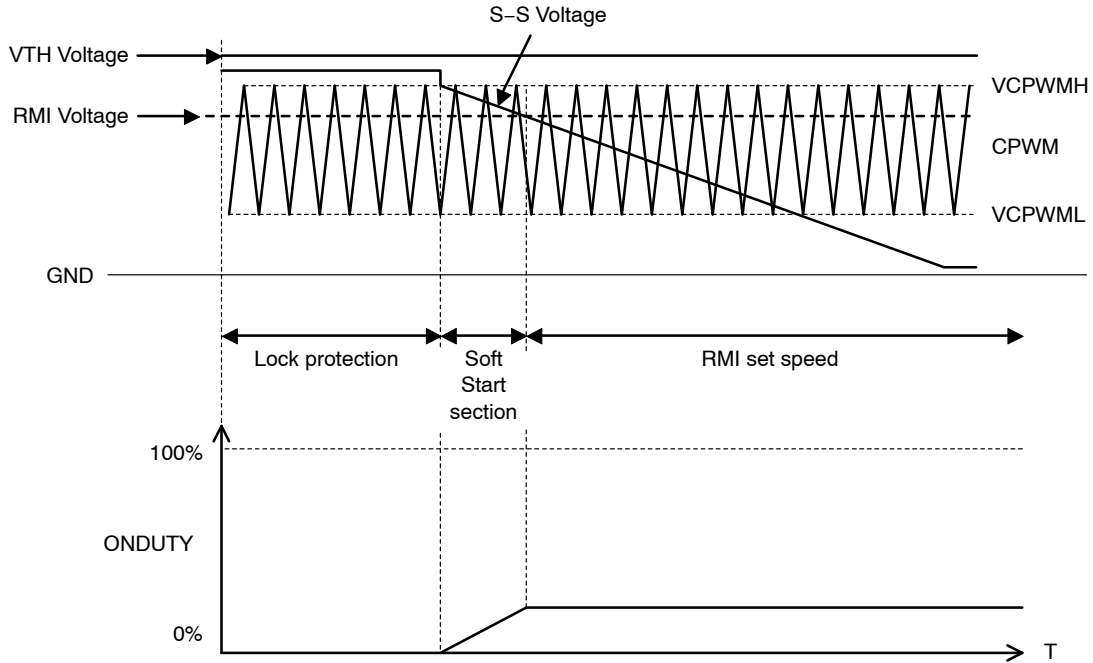 S–S Voltage
VTH Voltage
VCPWMH
RMI Voltage
CPWM
VCPWML
GND
Lock protection
Soft
Start
section
RMI set speed
100%
ONDUTY
0%
T